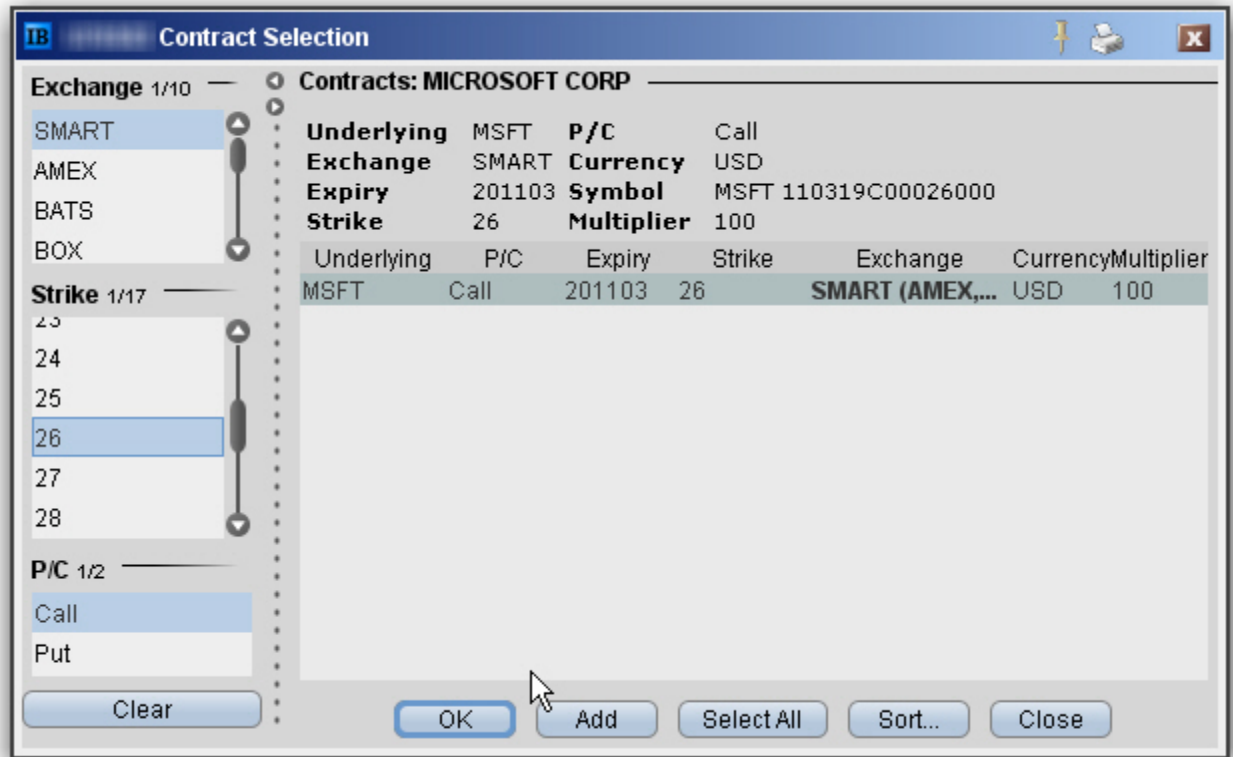 IB Contract Selection
Exchange 1/10
SMART
AMEX
BATS
BOX
Strike 1/17
23
24
25
26
27
28
P/C 1/2
Call
Put
Clear
Contracts: MICROSOFT CORP
Underlying MSFT P/C Call
Exchange SMART Currency USD
Expiry 201103 Symbol MSFT 110319C00026000
Strike 26 Multiplier 100
Underlying P/C Expiry Strike Exchange Currency Multiplier
MSFT Call 201103 26 SMART (AMEX,... USD 100
OK Add Select All Sort... Close